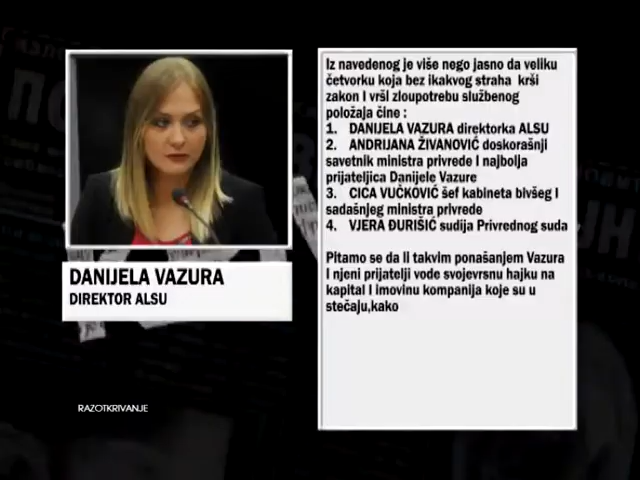 Iz navedenog je više nego jasno da veliku
četvorku koja bez ikakvog straha krši
zakon I vrši zloupotrebu službenog
položaja čine :
1. DANIJELA VAZURA direktorka ALSU
2. ANDRIJANA ŽIVANOVIĆ doskorašnji
savetnik ministra privrede I najbolja
prijateljica Danijele Vazure
3. CICA VUČKOVIĆ šef kabineta bivšeg I
sadašnjeg ministra privrede
4. VJERA ĐURIŠIĆ sudija Privrednog suda
Pitamo se da li takvim ponašanjem Vazura
I njeni prijatelji vode svojevrsnu hajku na
kapital I imovinu kompanija koje su u
stečaju,kako
DANIJELA VAZURA
DIREKTOR ALSU
RAZOTKRIVANJE